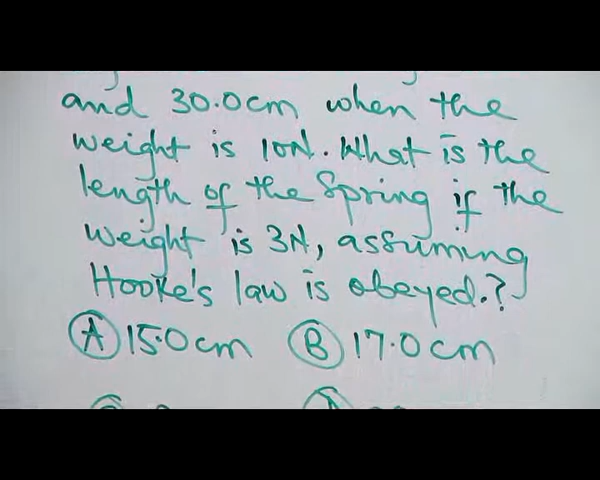 and 30.0cm when the
weight is 10N. What is the
length of the Spring if the
weight is 3N, assuming
Hooke's law is obeyed.?
(A) 15.0cm (B) 17.0cm